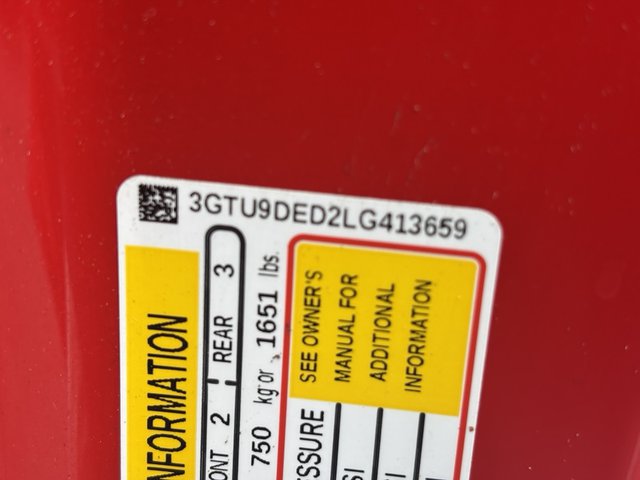 3GTU9DED2LG413659
NFORMATION
ONT 2 REAR 3
750 kg or 1651 lbs.
SSURE
SEE OWNER'S
MANUAL FOR
ADDITIONAL
INFORMATION